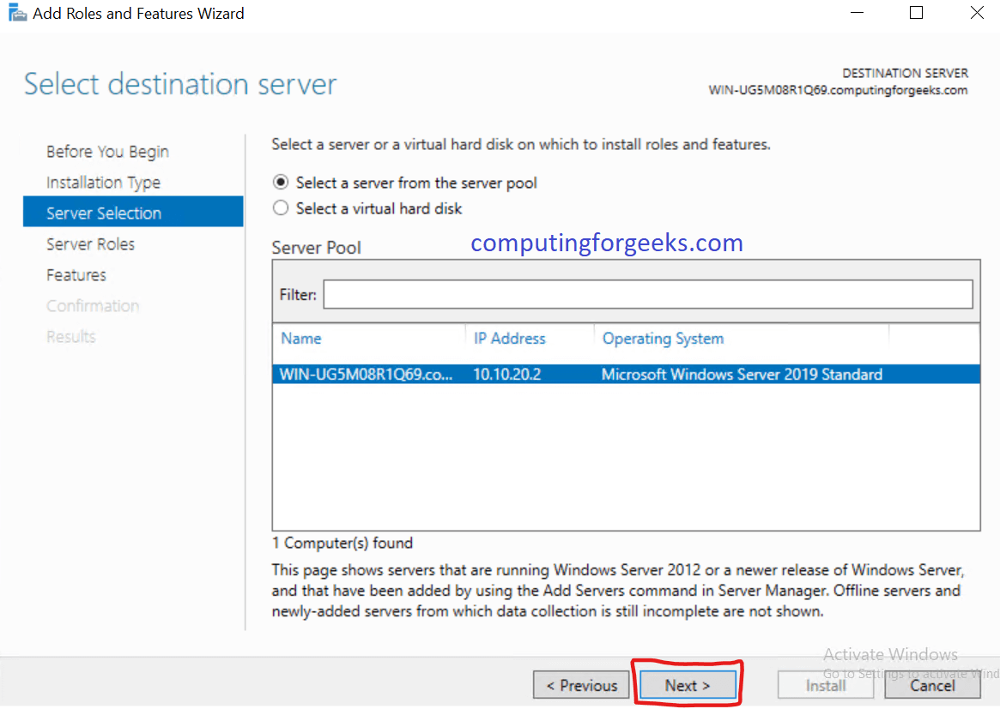 Add Roles and Features Wizard
Select destination server
DESTINATION SERVER
WIN-UG5M08R1Q69.computingforgeeks.com
Before You Begin
Installation Type
Server Selection
Server Roles
Features
Confirmation
Results
Select a server or a virtual hard disk on which to install roles and features.
Select a server from the server pool
Select a virtual hard disk
computingforgeeks.com
Server Pool
Filter:
Name IP Address Operating System
WIN-UG5M08R1Q69.co... 10.10.20.2 Microsoft Windows Server 2019 Standard
1 Computer(s) found
This page shows servers that are running Windows Server 2012 or a newer release of Windows Server,
and that have been added by using the Add Servers command in Server Manager. Offline servers and
newly-added servers from which data collection is still incomplete are not shown.
Activate Windows
Go to Settings to activate Wind
< Previous Next > Install Cancel